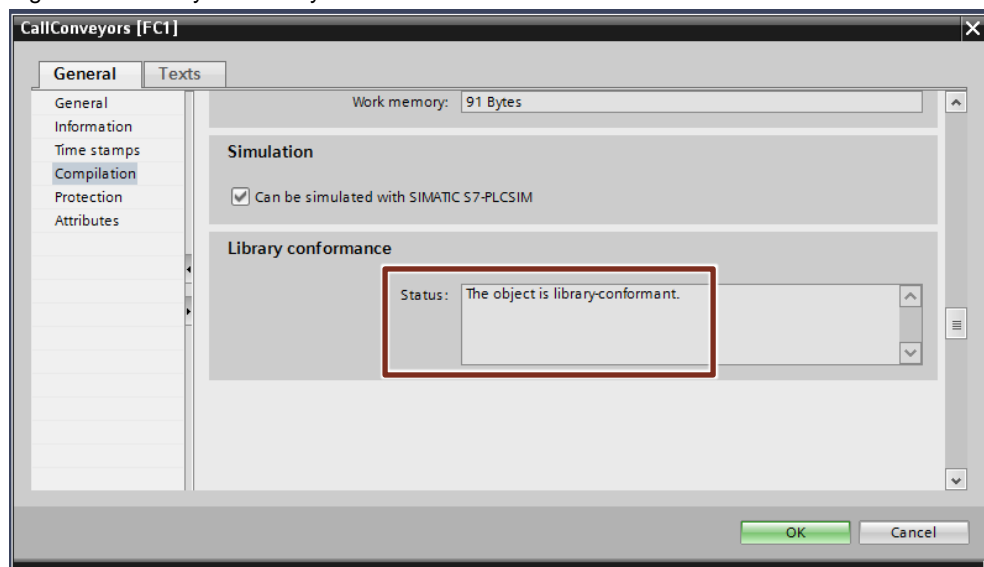 CallConveyors [FC1]
General Texts
General
Information
Time stamps
Compilation
Protection
Attributes
Work memory: 91 Bytes
Simulation
Can be simulated with SIMATIC S7-PLCSIM
Library conformance
Status: The object is library-conformant.
OK Cancel